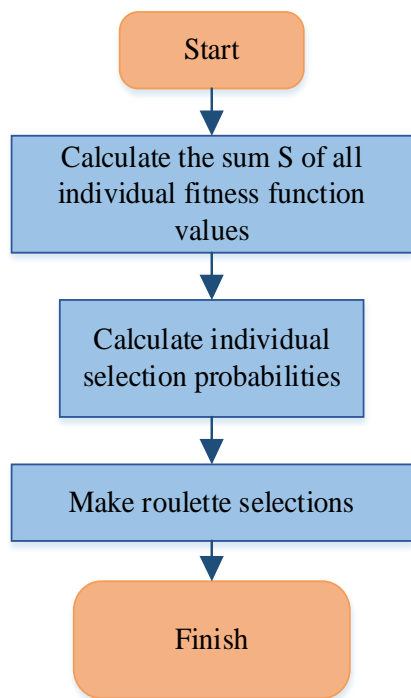 Start
Calculate the sum S of all
individual fitness function
values
Calculate individual
selection probabilities
Make roulette selections
Finish